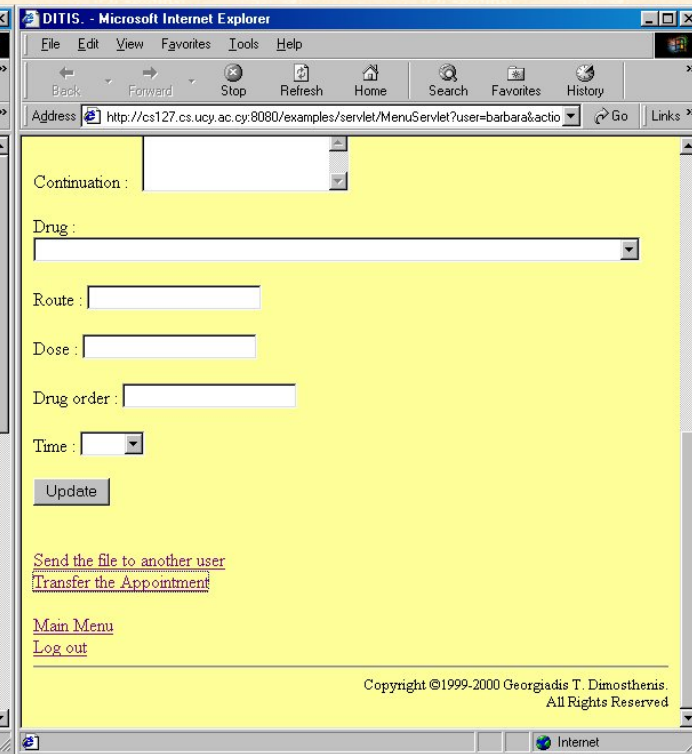 DITIS. - Microsoft Internet Explorer
File Edit View Favorites Tools Help
Back Forward Stop Refresh Home Search Favorites History
Address http://cs127.cs.ucy.ac.cy:8080/examples/servlet/MenuServlet?user=barbara&actio Go Links
Continuation :
Drug :
Route :
Dose :
Drug order :
Time :
Update
Send the file to another user
Transfer the Appointment
Main Menu
Log out
Copyright ©1999-2000 Georgiadis T. Dimosthenis.
All Rights Reserved
Internet